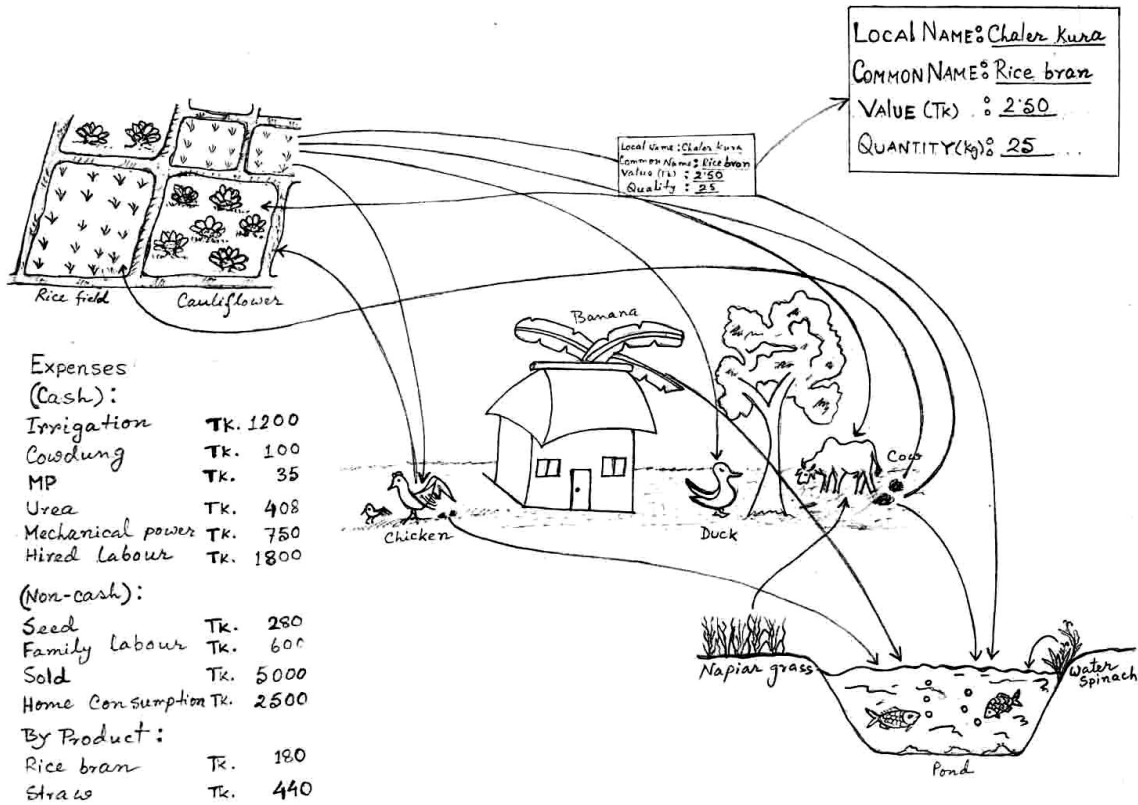 LOCAL NAME: Chaler Kura
COMMON NAME: Rice bran
VALUE (Tk) : 2.50
QUANTITY(kg): 25
Local name : Chaler Kura
Common Name : Rice bran
Value (Tk) : 2.50
Quality : 25
Rice field
Cauliflower
Banana
Cow
Chicken
Duck
Napiar grass
Water
Spinach
Pond
Expenses
(Cash):
Irrigation Tk. 1200
Cowdung Tk. 100
MP Tk. 35
Urea Tk. 408
Mechanical power Tk. 750
Hired Labour Tk. 1800
(Non-cash):
Seed Tk. 280
Family Labour Tk. 600
Sold Tk. 5000
Home Consumption Tk. 2500
By Product:
Rice bran Tk. 180
Straw Tk. 440